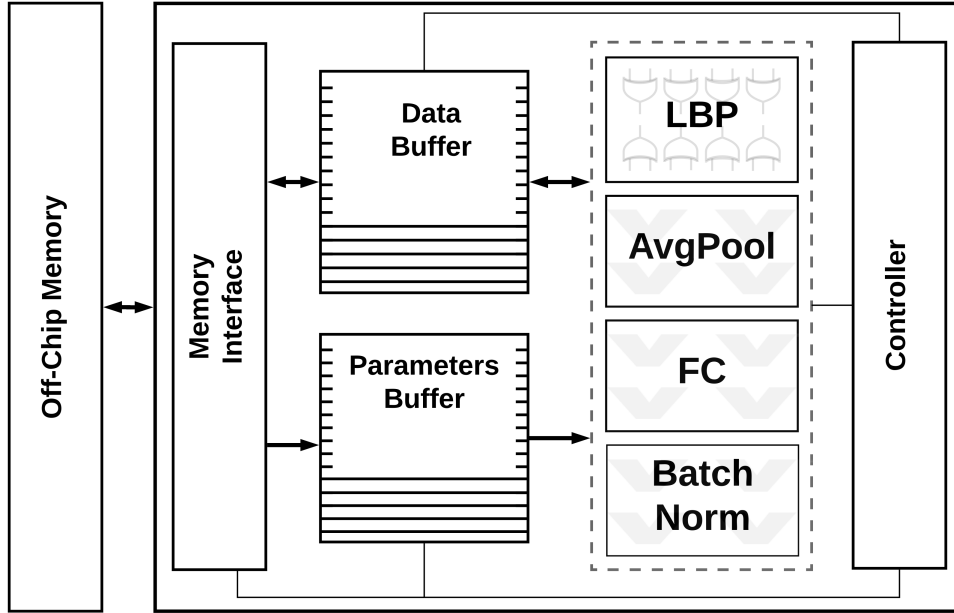 Off-Chip Memory
Memory
Interface
Data
Buffer
Parameters
Buffer
LBP
AvgPool
FC
Batch
Norm
Controller